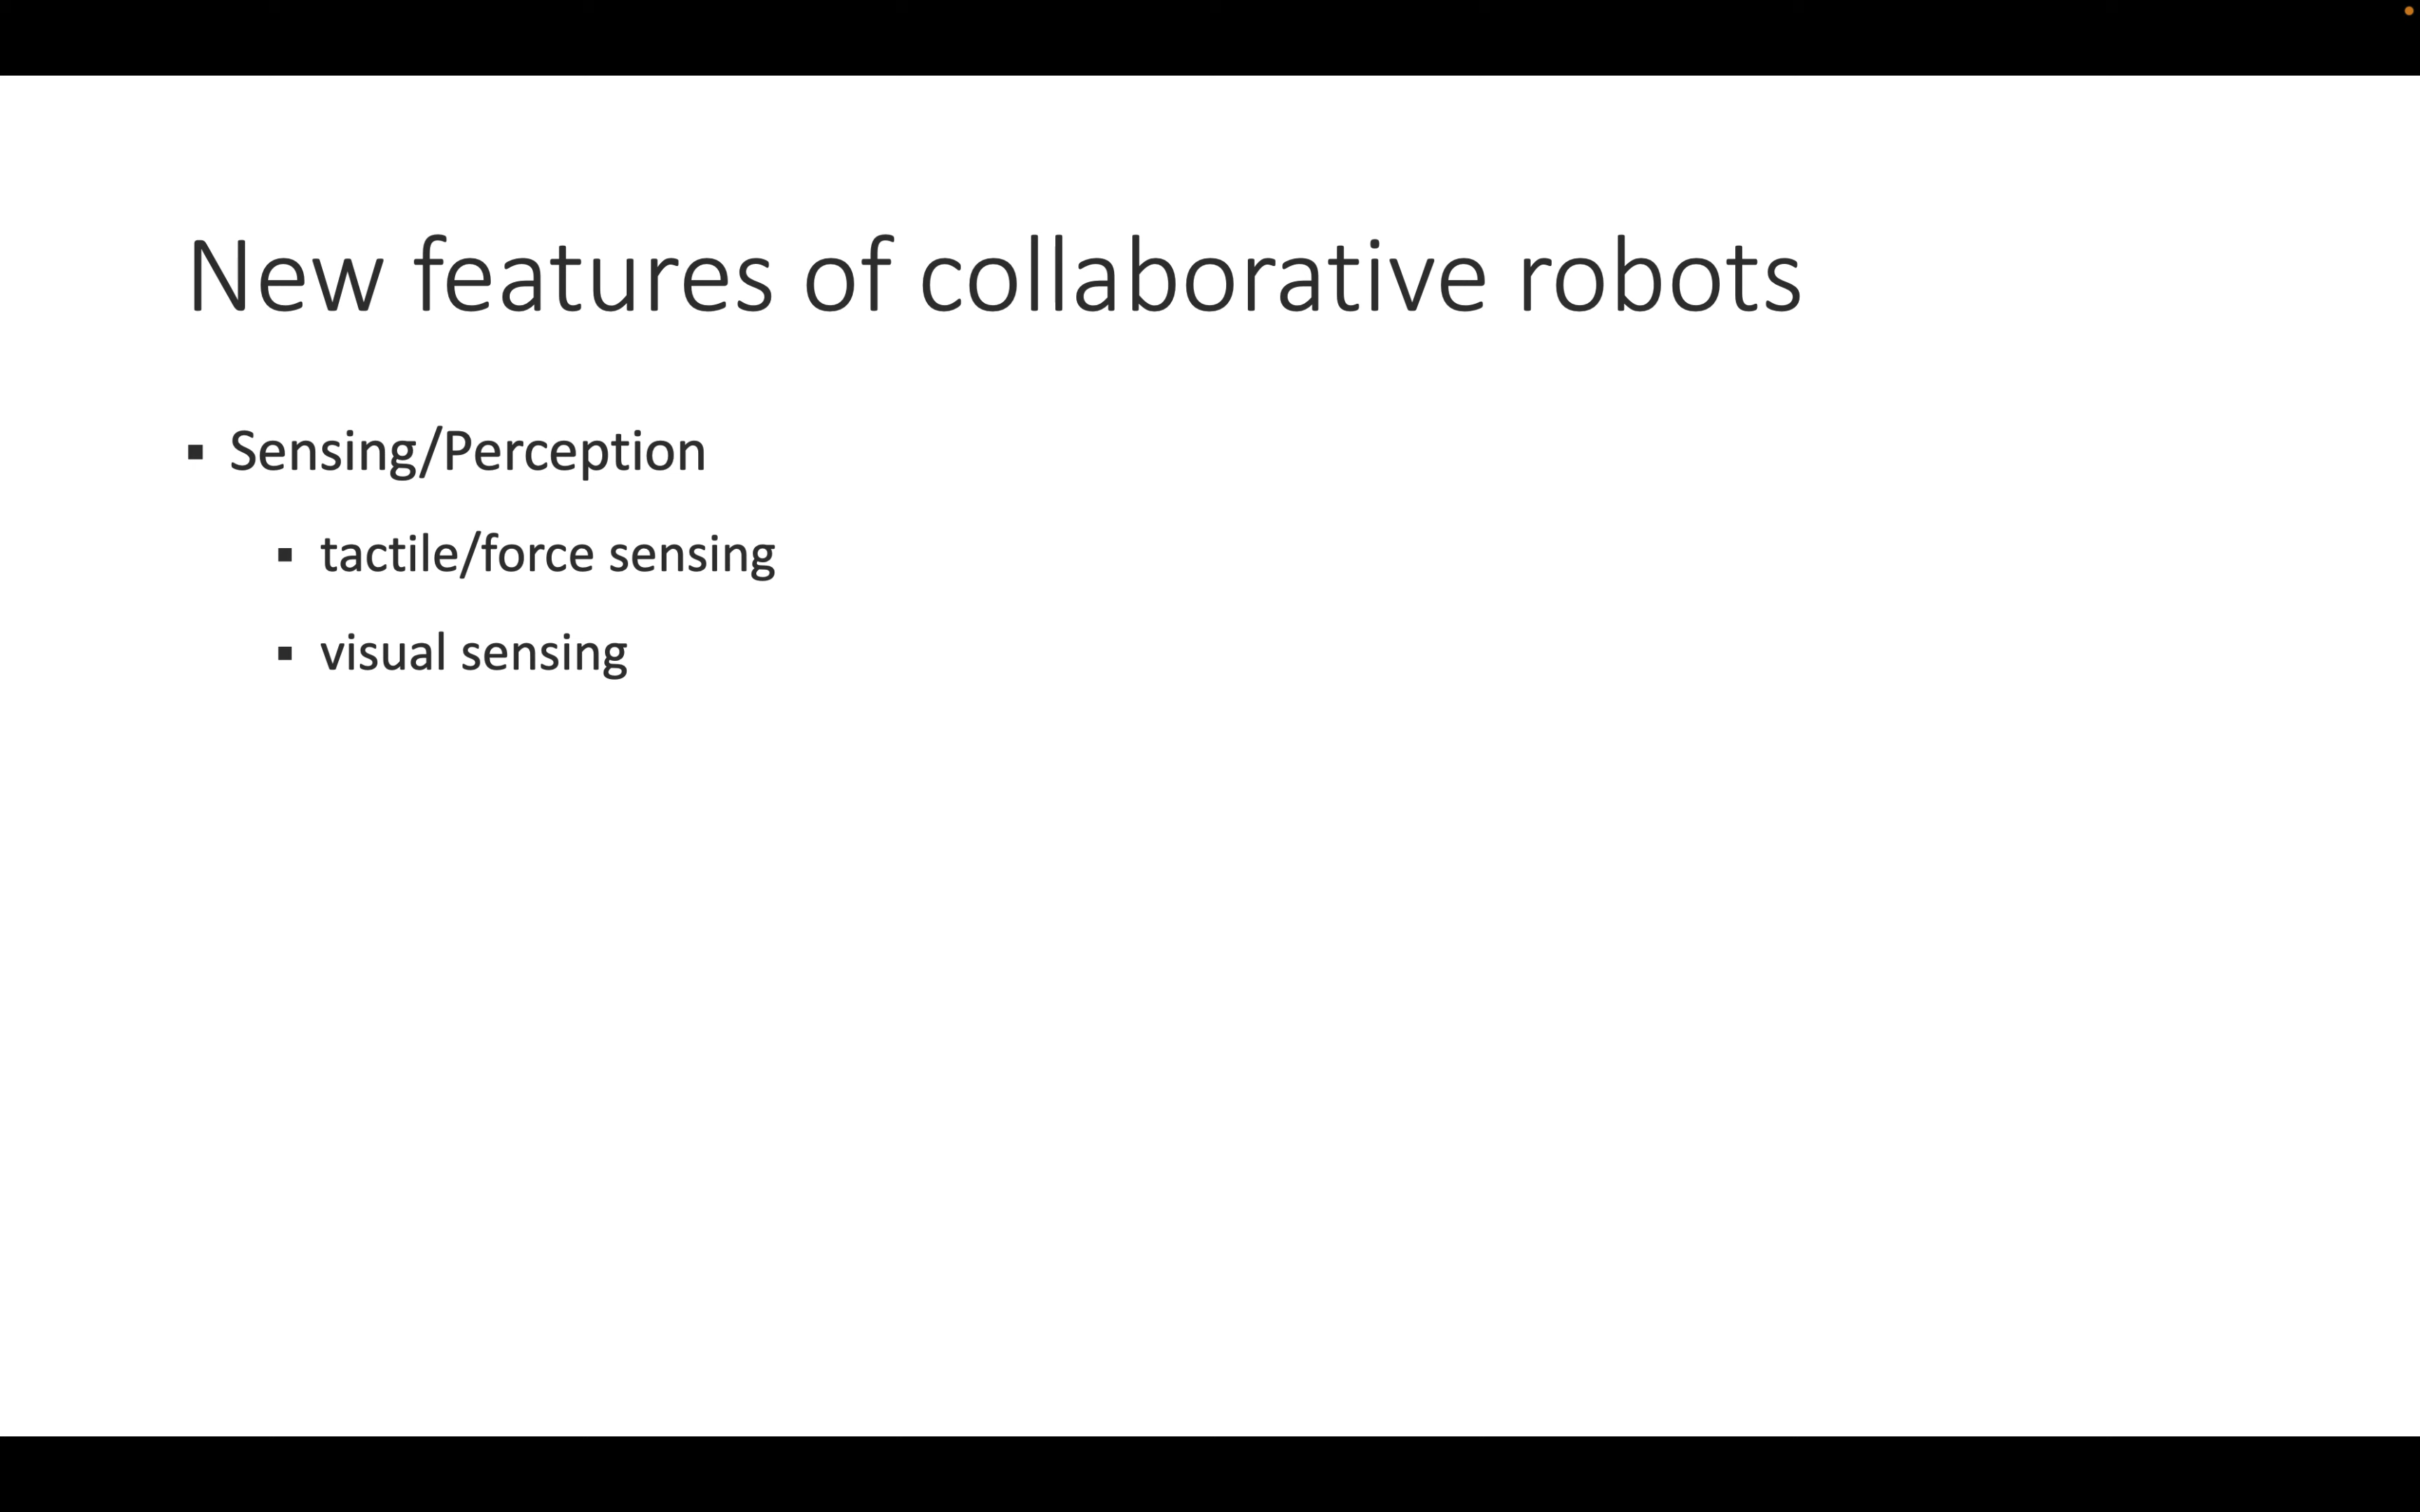 New features of collaborative robots
▪ Sensing/Perception
▪ tactile/force sensing
▪ visual sensing